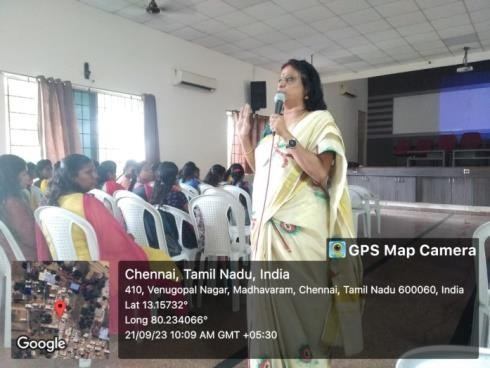 GPS Map Camera
Chennai, Tamil Nadu, India
410, Venugopal Nagar, Madhavaram, Chennai, Tamil Nadu 600060, India
Lat 13.15732°
Long 80.234066°
21/09/23 10:09 AM GMT +05:30
Google